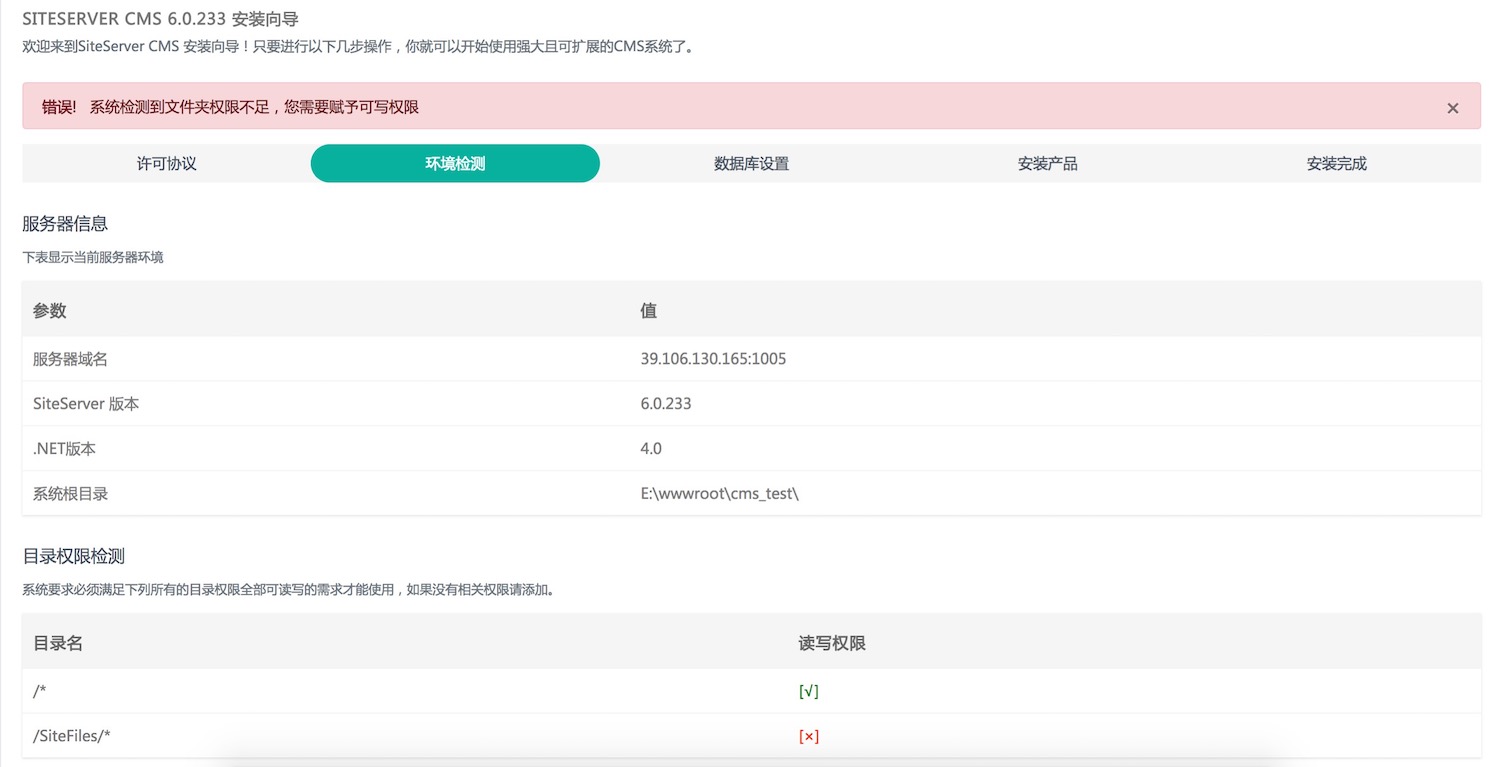 SITESERVER CMS 6.0.233 安装向导
欢迎来到SiteServer CMS 安装向导！只要进行以下几步操作，你就可以开始使用强大且可扩展的CMS系统了。
错误! 系统检测到文件夹权限不足，您需要赋予可写权限 ×
许可协议 环境检测 数据库设置 安装产品 安装完成
服务器信息
下表显示当前服务器环境
参数 值
服务器域名 39.106.130.165:1005
SiteServer 版本 6.0.233
.NET版本 4.0
系统根目录 E:\wwwroot\cms_test\
目录权限检测
系统要求必须满足下列所有的目录权限全部可读写的需求才能使用，如果没有相关权限请添加。
目录名 读写权限
/* [√]
/SiteFiles/* [×]